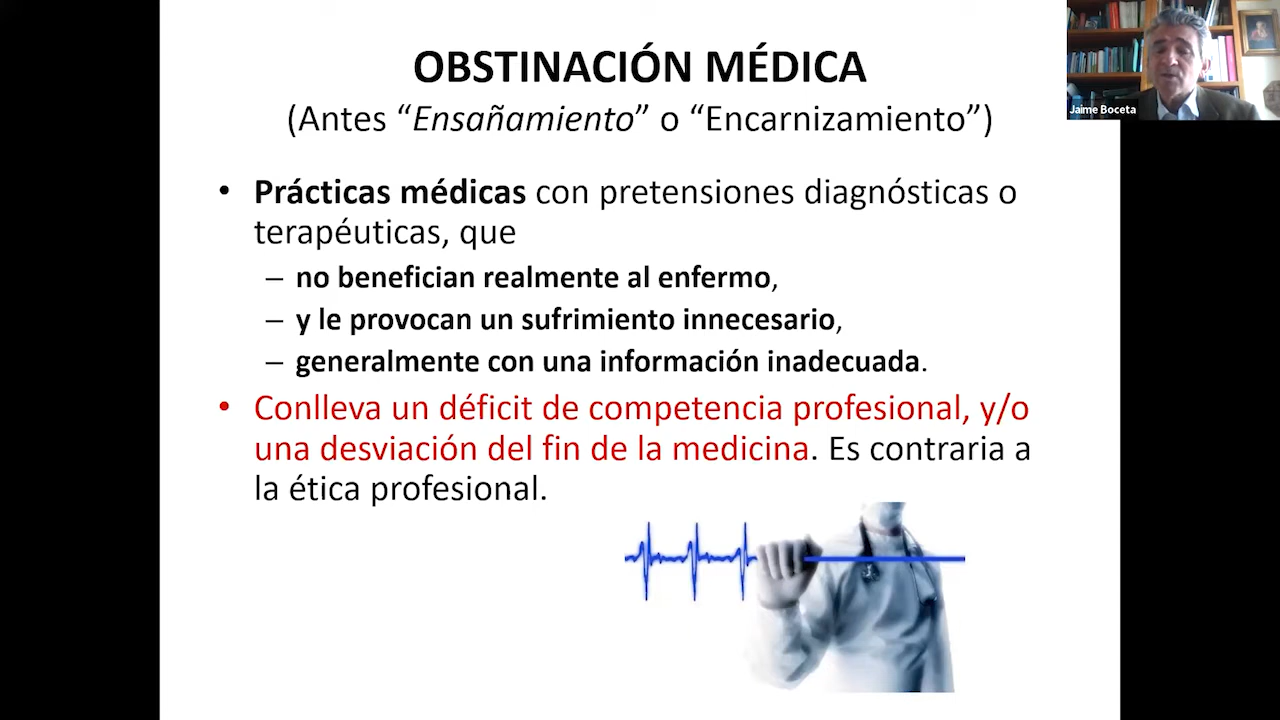 OBSTINACIÓN MÉDICA
(Antes “Ensañamiento” o “Encarnizamiento”)
Jaime Boceta
• Prácticas médicas con pretensiones diagnósticas o
terapéuticas, que
– no benefician realmente al enfermo,
– y le provocan un sufrimiento innecesario,
– generalmente con una información inadecuada.
• Conlleva un déficit de competencia profesional, y/o
una desviación del fin de la medicina. Es contraria a
la ética profesional.